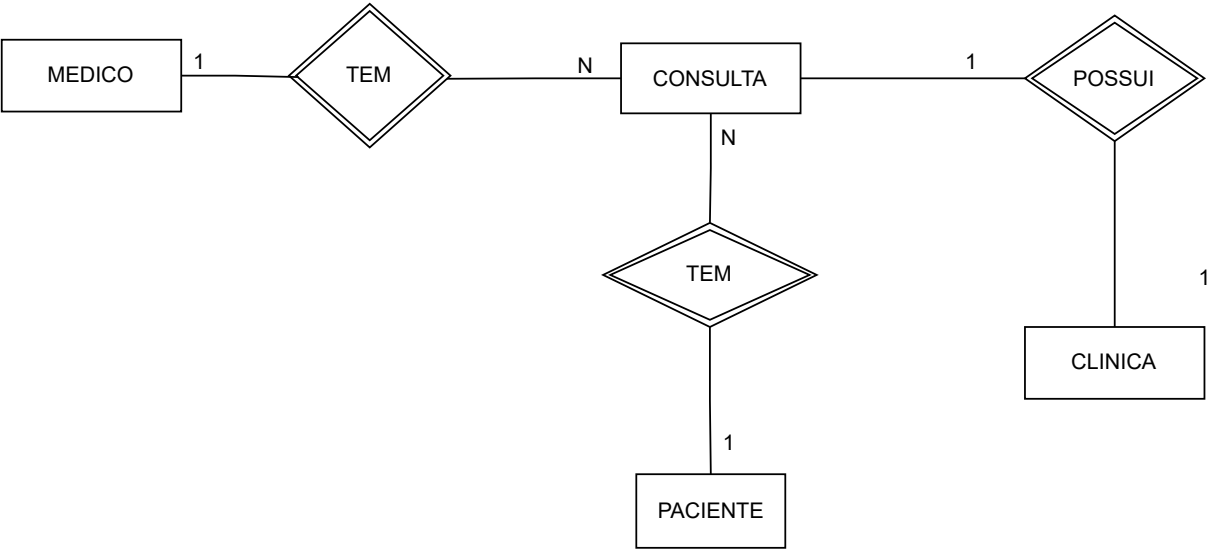 MEDICO
1
TEM
N
CONSULTA
1
POSSUI
N
TEM
1
1
CLINICA
PACIENTE